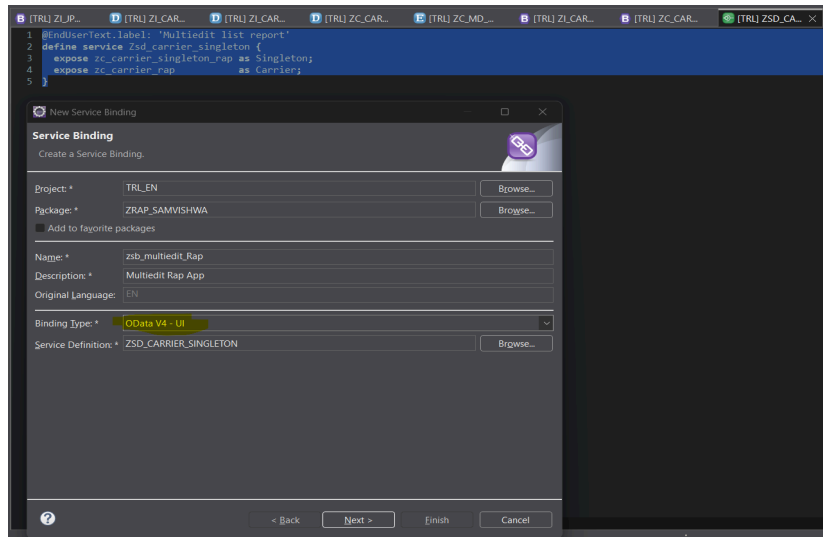 [TRL] ZI_JP... [TRL] ZI_CAR... [TRL] ZI_CAR... [TRL] ZC_CAR... [TRL] ZC_MD_... [TRL] ZI_CAR... [TRL] ZC_CAR... [TRL] ZSD_CA...
1 @EndUserText.label: 'Multiedit list report'
2 define service Zsd_carrier_singleton {
3 expose zc_carrier_singleton_rap as Singleton;
4 expose zc_carrier_rap as Carrier;
5 }
New Service Binding
Service Binding
Create a Service Binding.
Project: * TRL_EN Browse...
Package: * ZRAP_SAMVISHWA Browse...
Add to favorite packages
Name: * zsb_multiedit_Rap
Description: * Multiedit Rap App
Original Language: EN
Binding Type: * OData V4 - UI
Service Definition: * ZSD_CARRIER_SINGLETON Browse...
? < Back Next > Finish Cancel